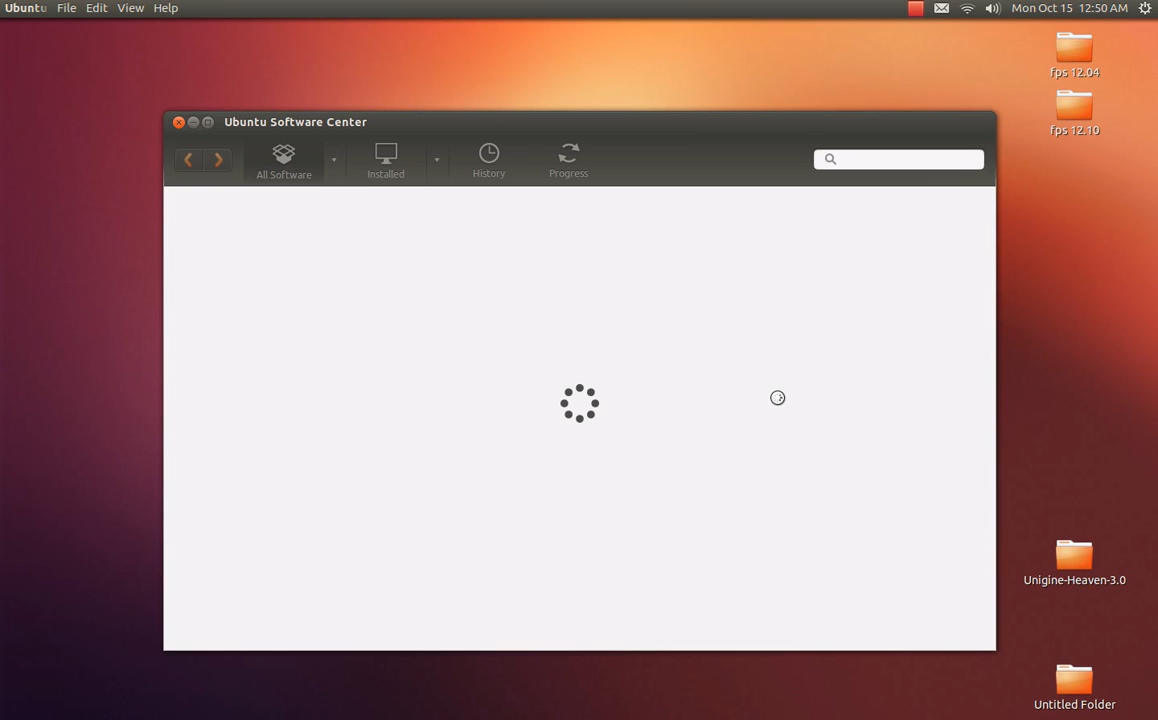 Ubuntu File Edit View Help
Mon Oct 15 12:50 AM
fps 12.04
fps 12.10
Ubuntu Software Center
All Software
Installed
History
Progress
Unigine-Heaven-3.0
Untitled Folder